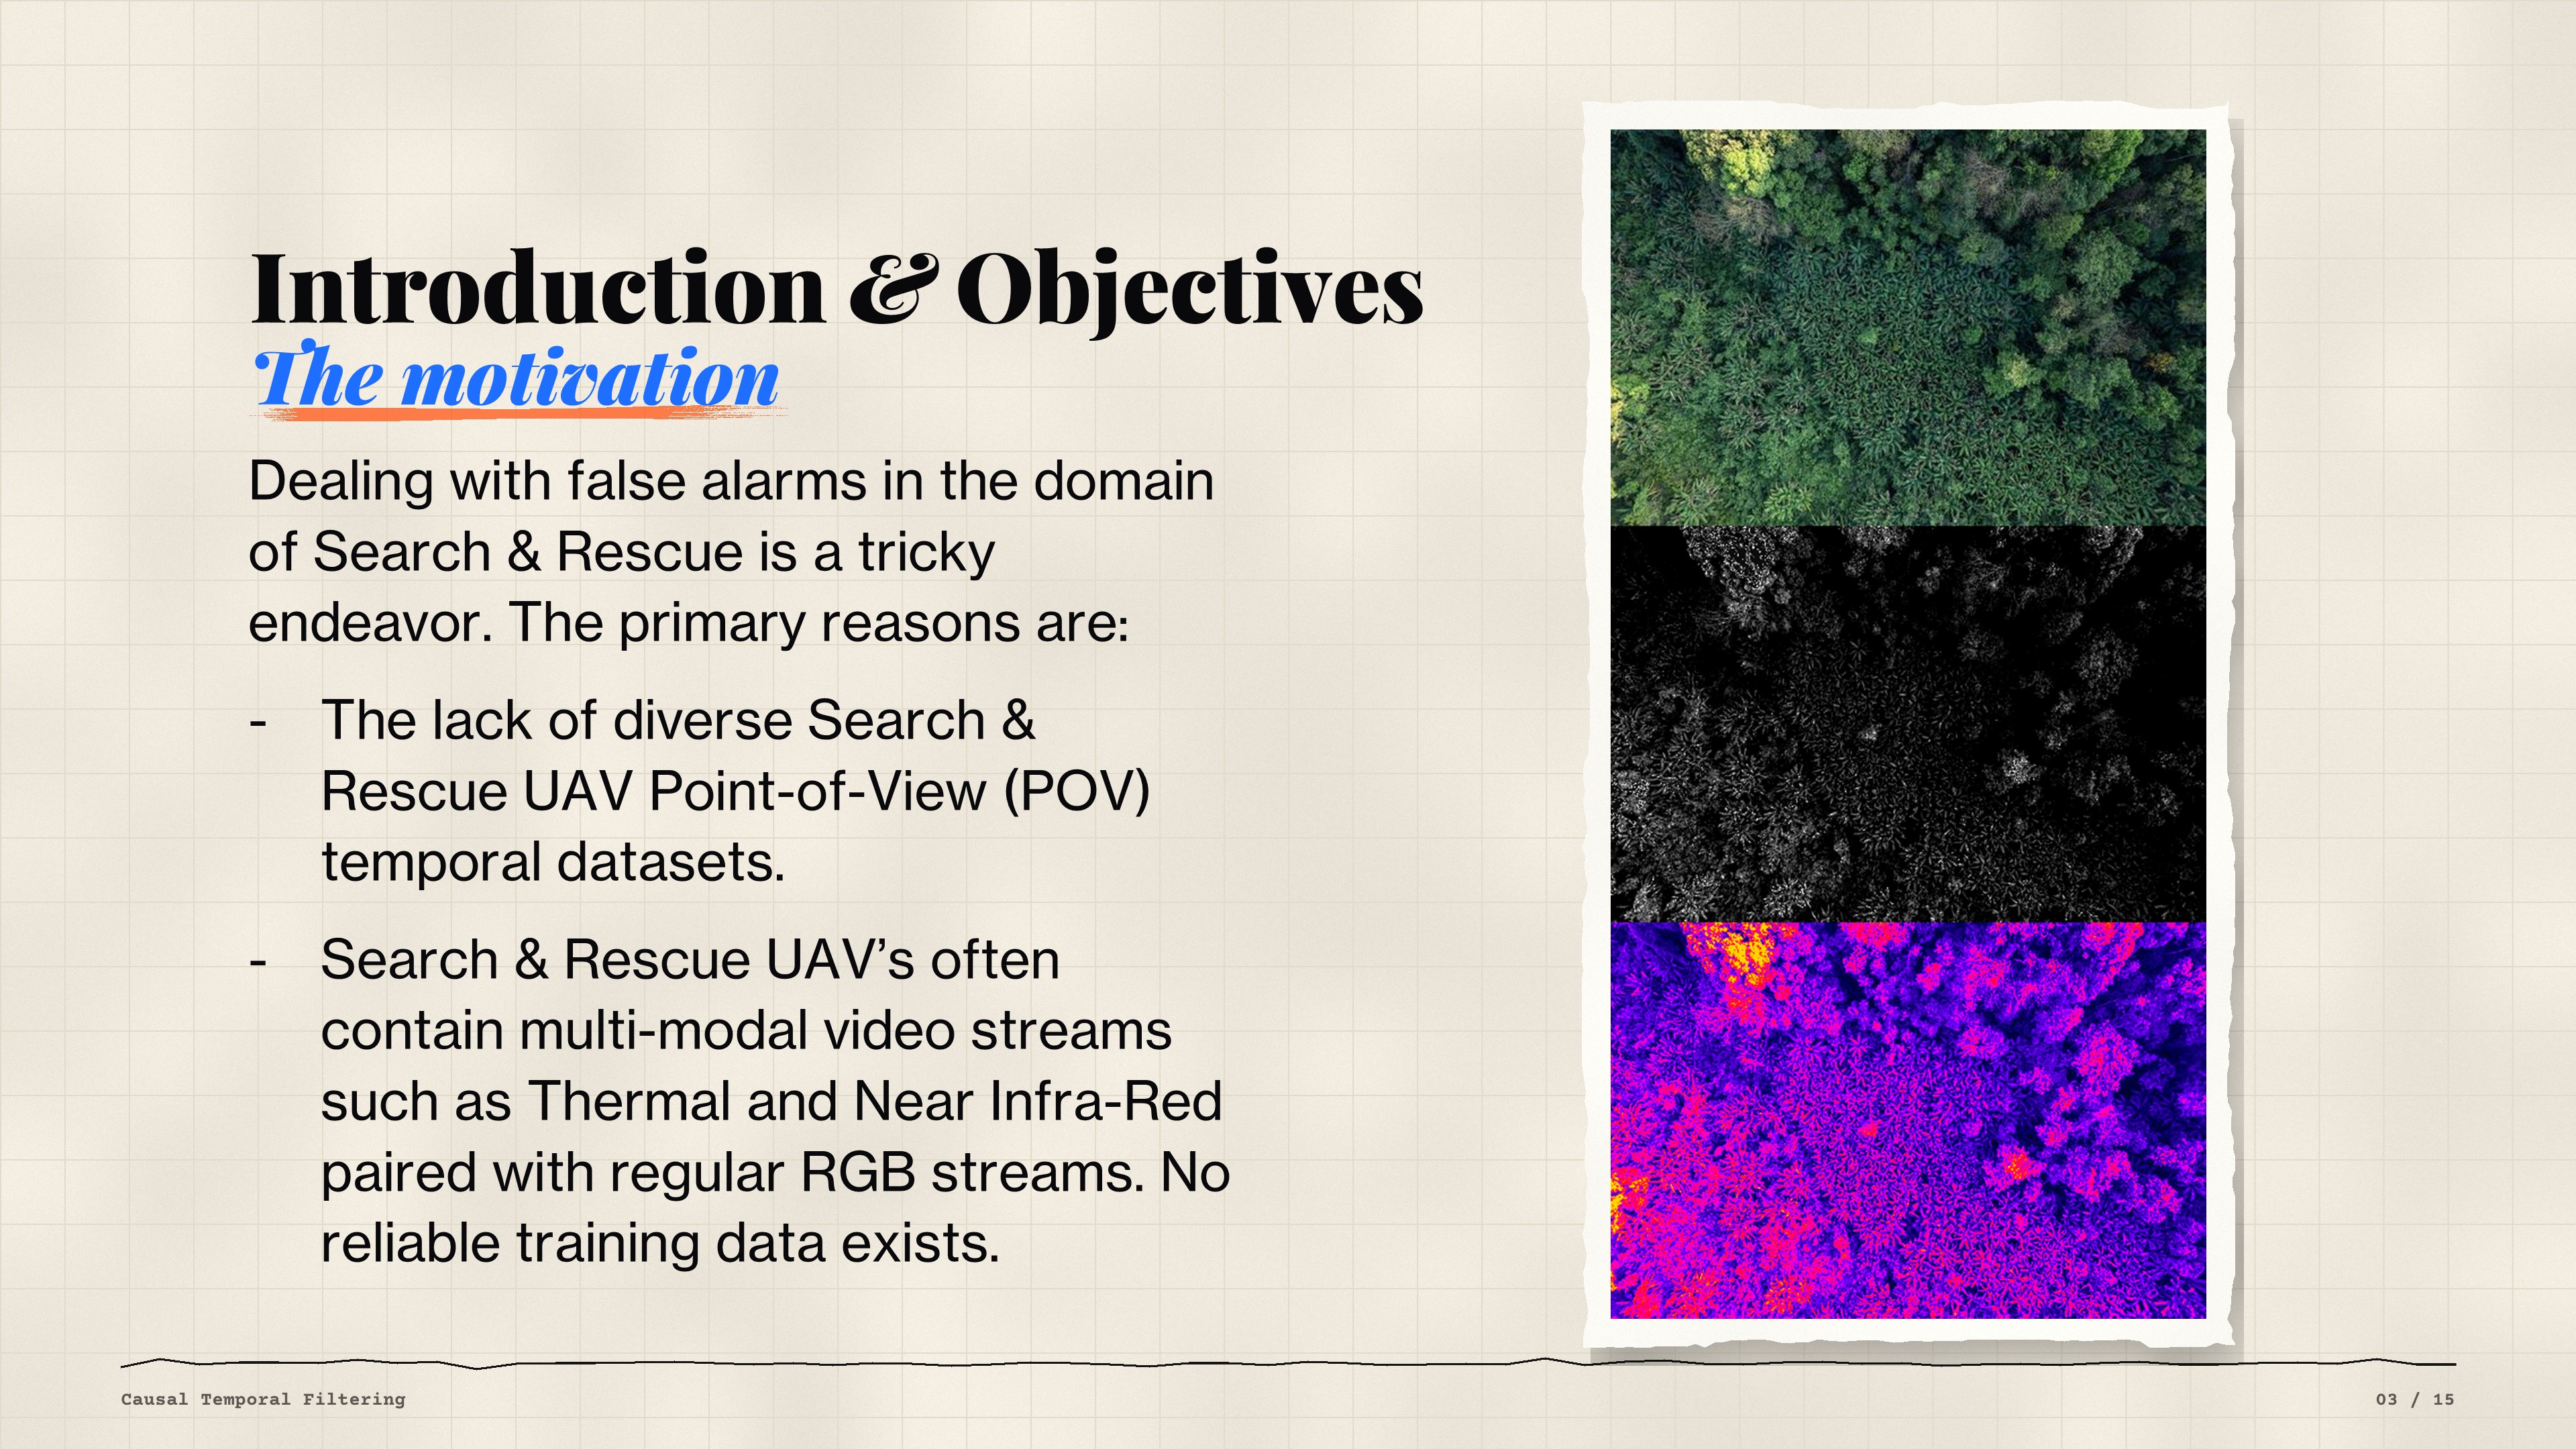 Introduction & Objectives
The motivation
Dealing with false alarms in the domain
of Search & Rescue is a tricky
endeavor. The primary reasons are:
- The lack of diverse Search &
Rescue UAV Point-of-View (POV)
temporal datasets.
- Search & Rescue UAV’s often
contain multi-modal video streams
such as Thermal and Near Infra-Red
paired with regular RGB streams. No
reliable training data exists.
Causal Temporal Filtering
03 / 15